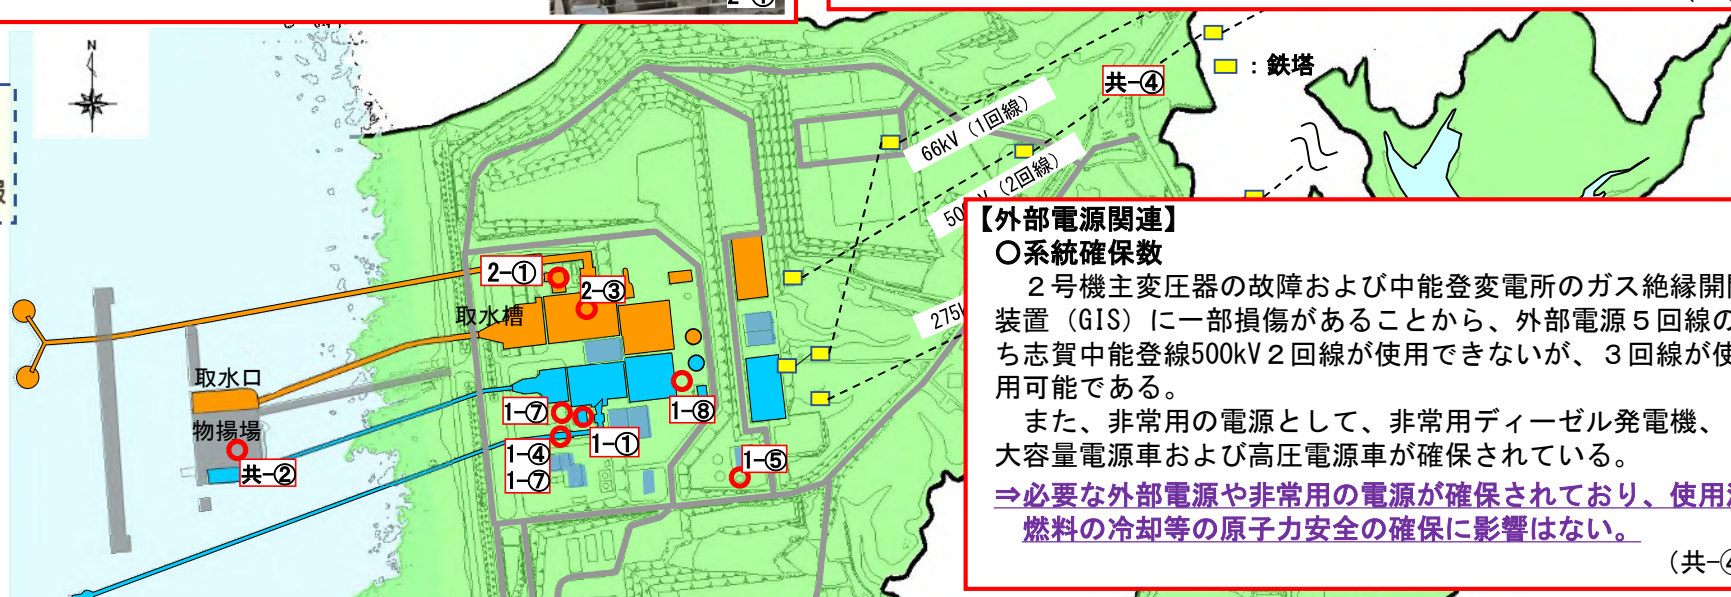 2-①
N
：鉄塔
共-④
66kV（1回線）
（2回線）
2-①
2-③
取水槽
取水口
物揚場
共-②
1-⑦
1-④
1-⑦
1-①
1-⑧
1-⑤
【外部電源関連】
〇系統確保数
２号機主変圧器の故障および中能登変電所のガス絶縁開
装置（GIS）に一部損傷があることから、外部電源５回線の
ち志賀中能登線500kV２回線が使用できないが、３回線が使
用可能である。
また、非常用の電源として、非常用ディーゼル発電機、
大容量電源車および高圧電源車が確保されている。
⇒必要な外部電源や非常用の電源が確保されており、使用
燃料の冷却等の原子力安全の確保に影響はない。
（共-④